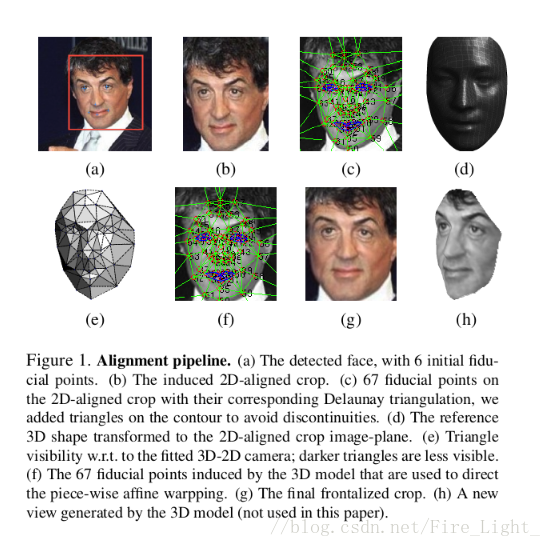 (a) (b) (c) (d)
(e) (f) (g) (h)
Figure 1. Alignment pipeline. (a) The detected face, with 6 initial fidu-
cial points. (b) The induced 2D-aligned crop. (c) 67 fiducial points on
the 2D-aligned crop with their corresponding Delaunay triangulation, we
added triangles on the contour to avoid discontinuities. (d) The reference
3D shape transformed to the 2D-aligned crop image-plane. (e) Triangle
visibility w.r.t. to the fitted 3D-2D camera; darker triangles are less visible.
(f) The 67 fiducial points induced by the 3D model that are used to direct
the piece-wise affine warpping. (g) The final frontalized crop. (h) A new
view generated by the 3D model (not used in this paper).
//blog.csdn.net/Fire_Light_